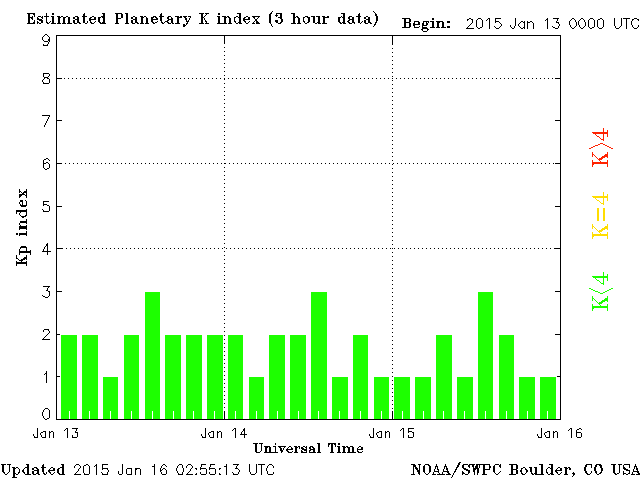 Estimated Planetary K index (3 hour data)
Begin: 2015 Jan 13 0000 UTC
9
8
7
6
5
4
3
2
1
0
Kp index
K>4
K=4
K<4
Jan 13
Jan 14
Jan 15
Jan 16
Universal Time
Updated 2015 Jan 16 02:55:13 UTC
NOAA/SWPC Boulder, CO USA